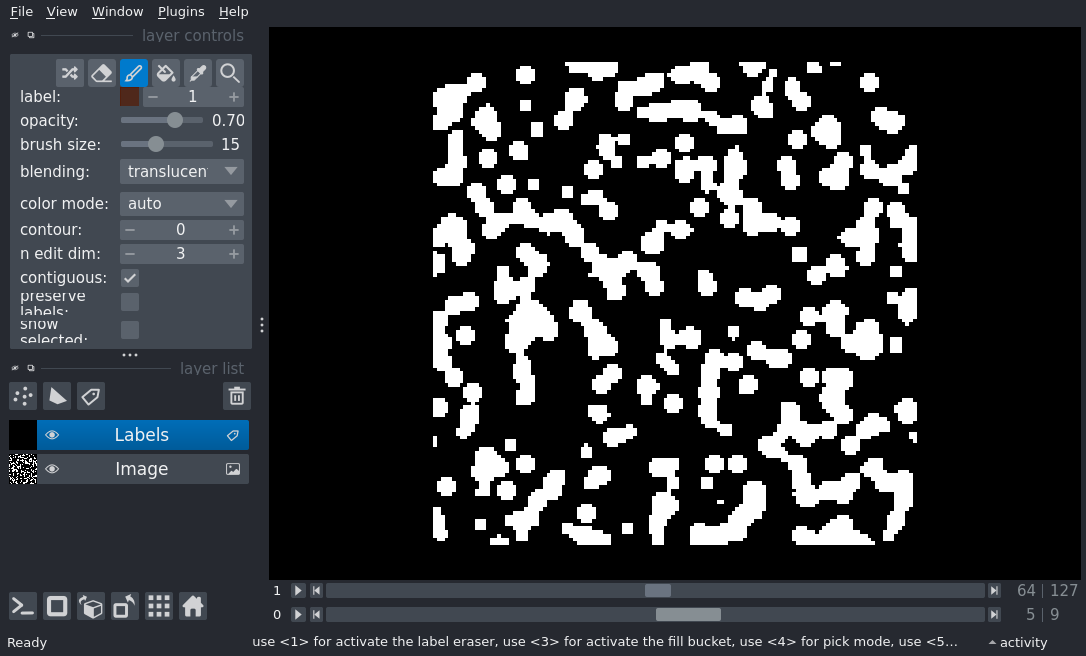 File View Window Plugins Help
layer controls
label: 1
opacity: 0.70
brush size: 15
blending: translucen
color mode: auto
contour: 0
n edit dim: 3
contiguous:
preserve
labels:
show
selected:
layer list
Labels
Image
1 64 127
0 5 9
Ready use <1> for activate the label eraser, use <3> for activate the fill bucket, use <4> for pick mode, use <5... activity